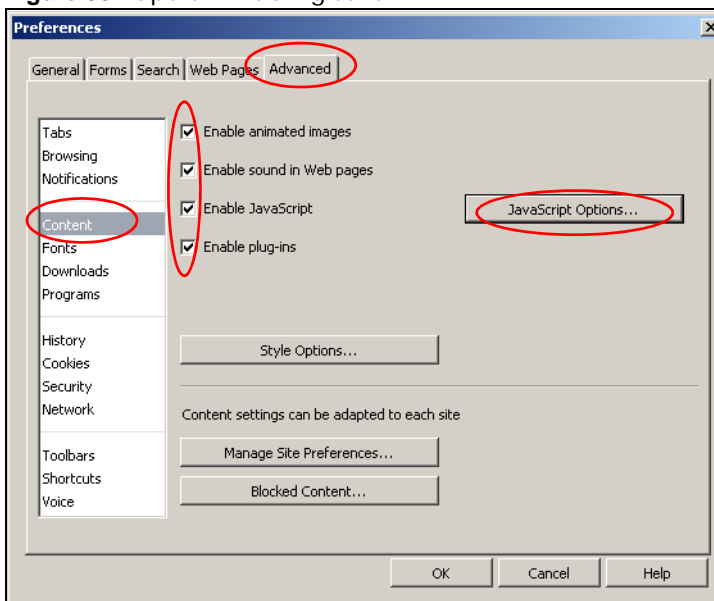 Preferences
General Forms Search Web Pages Advanced
Tabs
Browsing
Notifications
Content
Fonts
Downloads
Programs
History
Cookies
Security
Network
Toolbars
Shortcuts
Voice
Enable animated images
Enable sound in Web pages
Enable JavaScript
JavaScript Options...
Enable plug-ins
Style Options...
Content settings can be adapted to each site
Manage Site Preferences...
Blocked Content...
OK Cancel Help